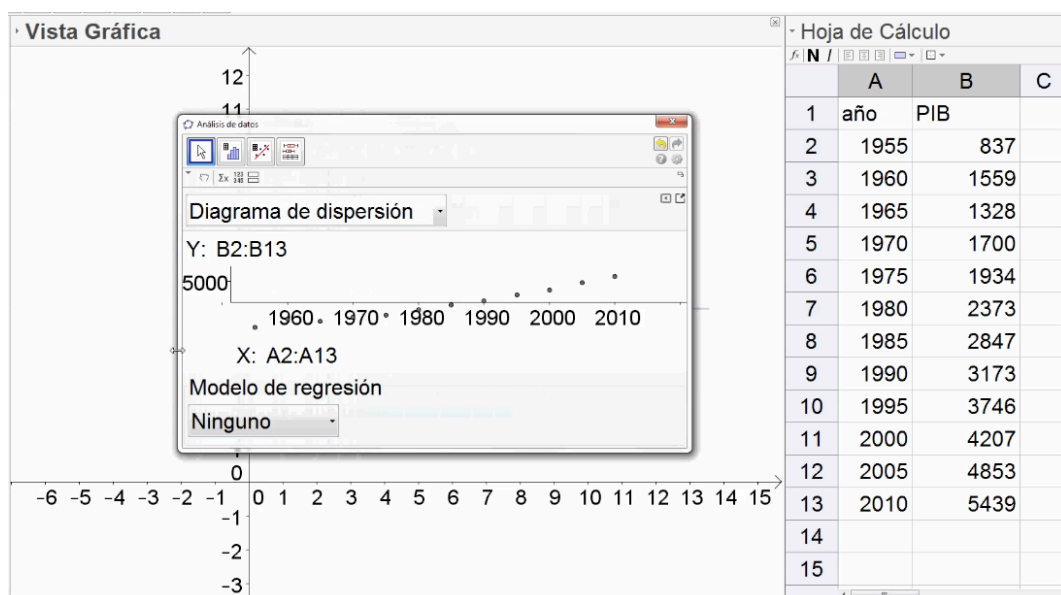 Vista Gráfica
12
11
Análisis de datos
Σx 123
Diagrama de dispersión
Y: B2:B13
5000
1960 1970 1980 1990 2000 2010
X: A2:A13
Modelo de regresión
Ninguno
0
-6 -5 -4 -3 -2 -1 0 1 2 3 4 5 6 7 8 9 10 11 12 13 14 15
-1
-2
-3
Hoja de Cálculo
fx N I
A B C
1 año PIB
2 1955 837
3 1960 1559
4 1965 1328
5 1970 1700
6 1975 1934
7 1980 2373
8 1985 2847
9 1990 3173
10 1995 3746
11 2000 4207
12 2005 4853
13 2010 5439
14
15